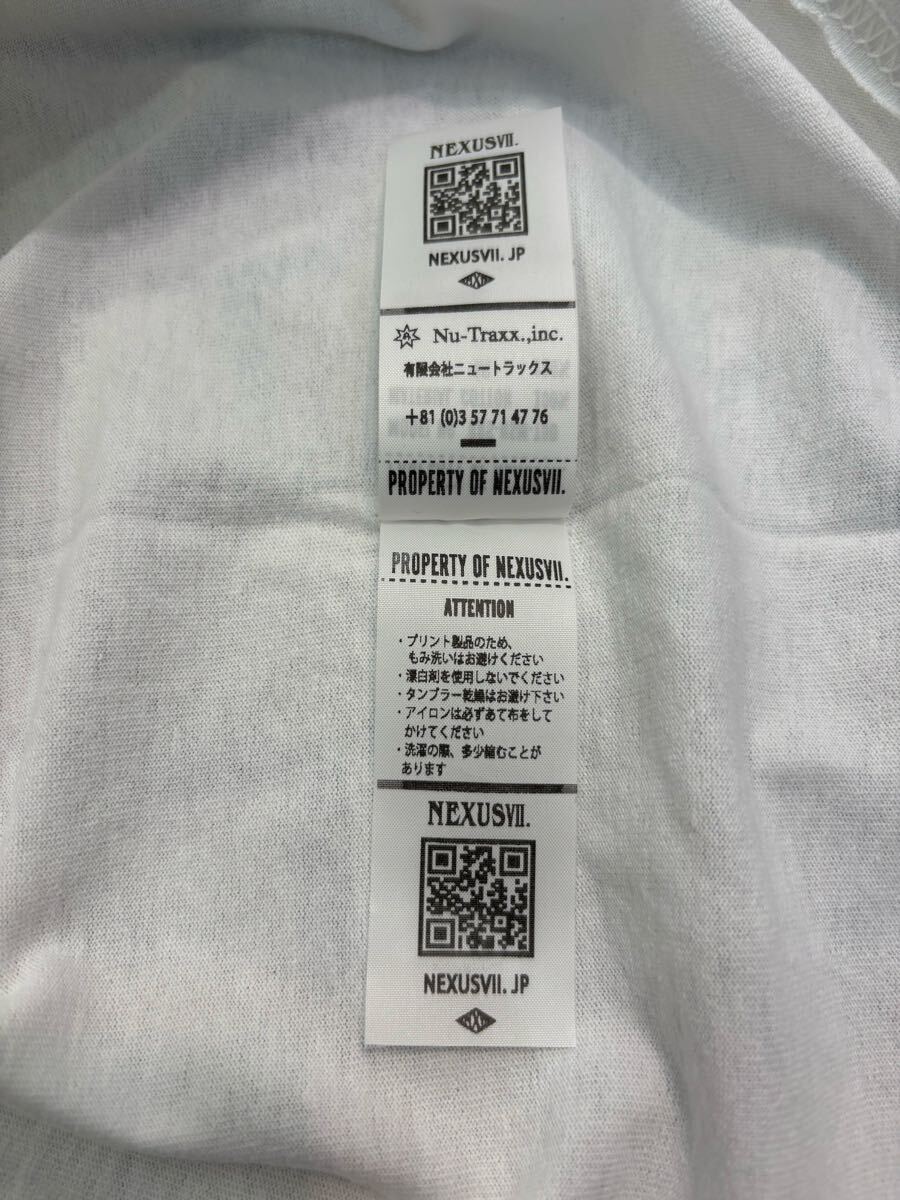 NEXUSVII.
NEXUSVII. JP
Nu-Traxx.,inc.
有限会社ニュートラックス
+81 (0)3 57 71 47 76
PROPERTY OF NEXUSVII.
PROPERTY OF NEXUSVII.
ATTENTION
・プリント製品のため、
もみ洗いはお避けください
・漂白剤を使用しないでください
・タンブラー乾燥はお避け下さい
・アイロンは必ずあて布をして
かけてください
・洗濯の際、多少縮むことが
あります
NEXUSVII.
NEXUSVII. JP